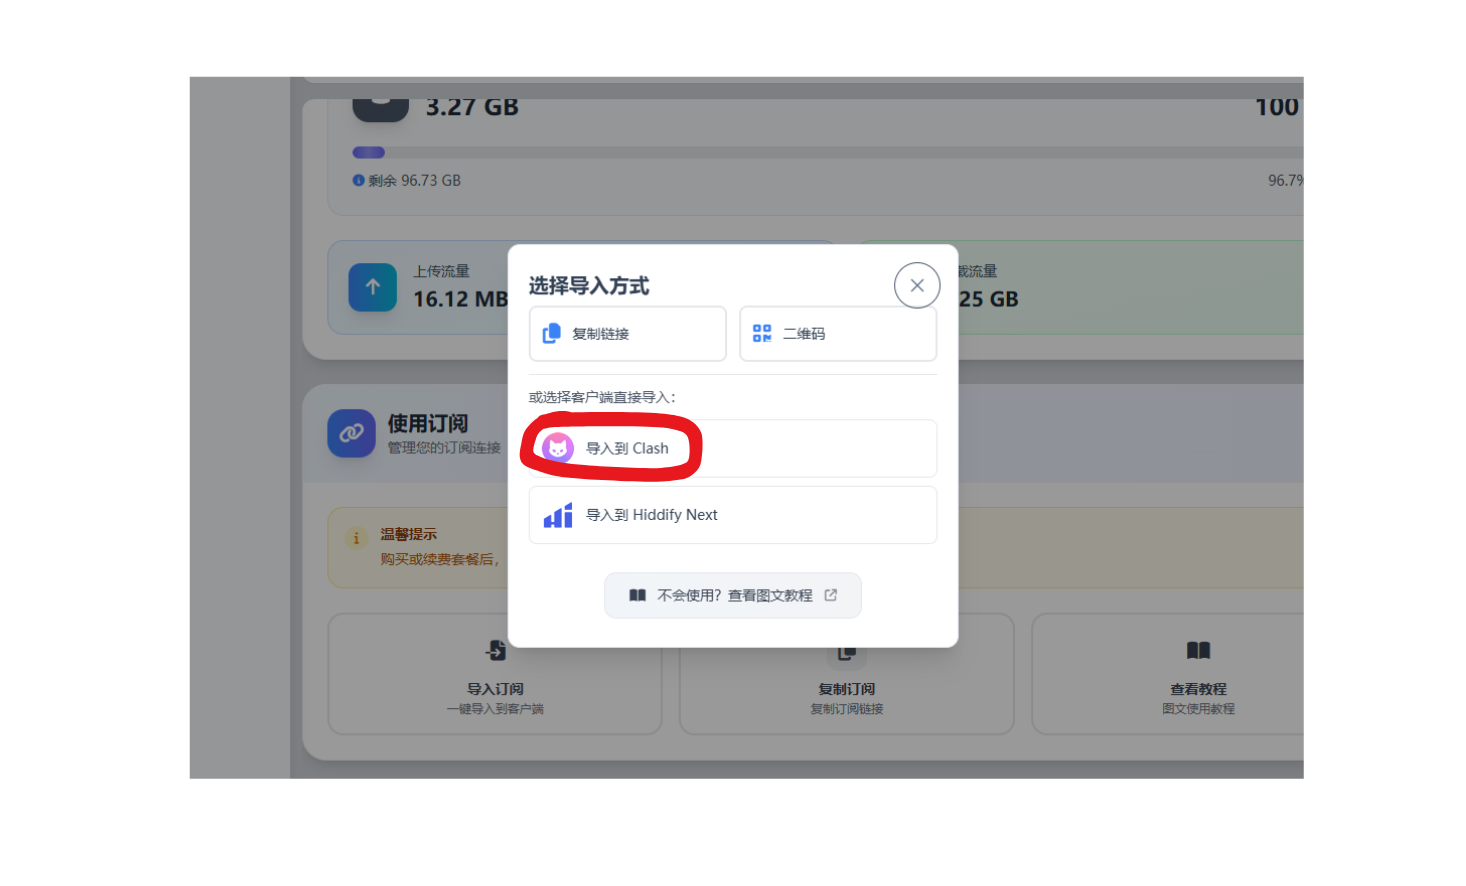 3.27 GB
100
剩余 96.73 GB
96.7%
上传流量
16.12 MB
载流量
25 GB
选择导入方式
复制链接
二维码
或选择客户端直接导入：
导入到 Clash
导入到 Hiddify Next
不会使用？查看图文教程
使用订阅
管理您的订阅连接
温馨提示
购买或续费套餐后，
导入订阅
一键导入到客户端
复制订阅
复制订阅链接
查看教程
图文使用教程